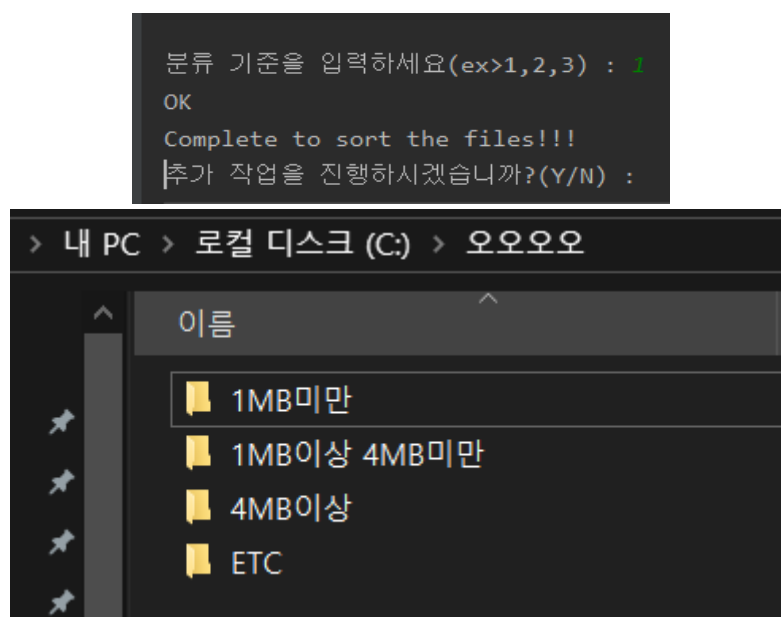 분류 기준을 입력하세요(ex>1,2,3) : 1
OK
Complete to sort the files!!!
추가 작업을 진행하시겠습니까?(Y/N) :
> 내 PC > 로컬 디스크 (C:) > 오오오오
이름
1MB미만
1MB이상 4MB미만
4MB이상
ETC